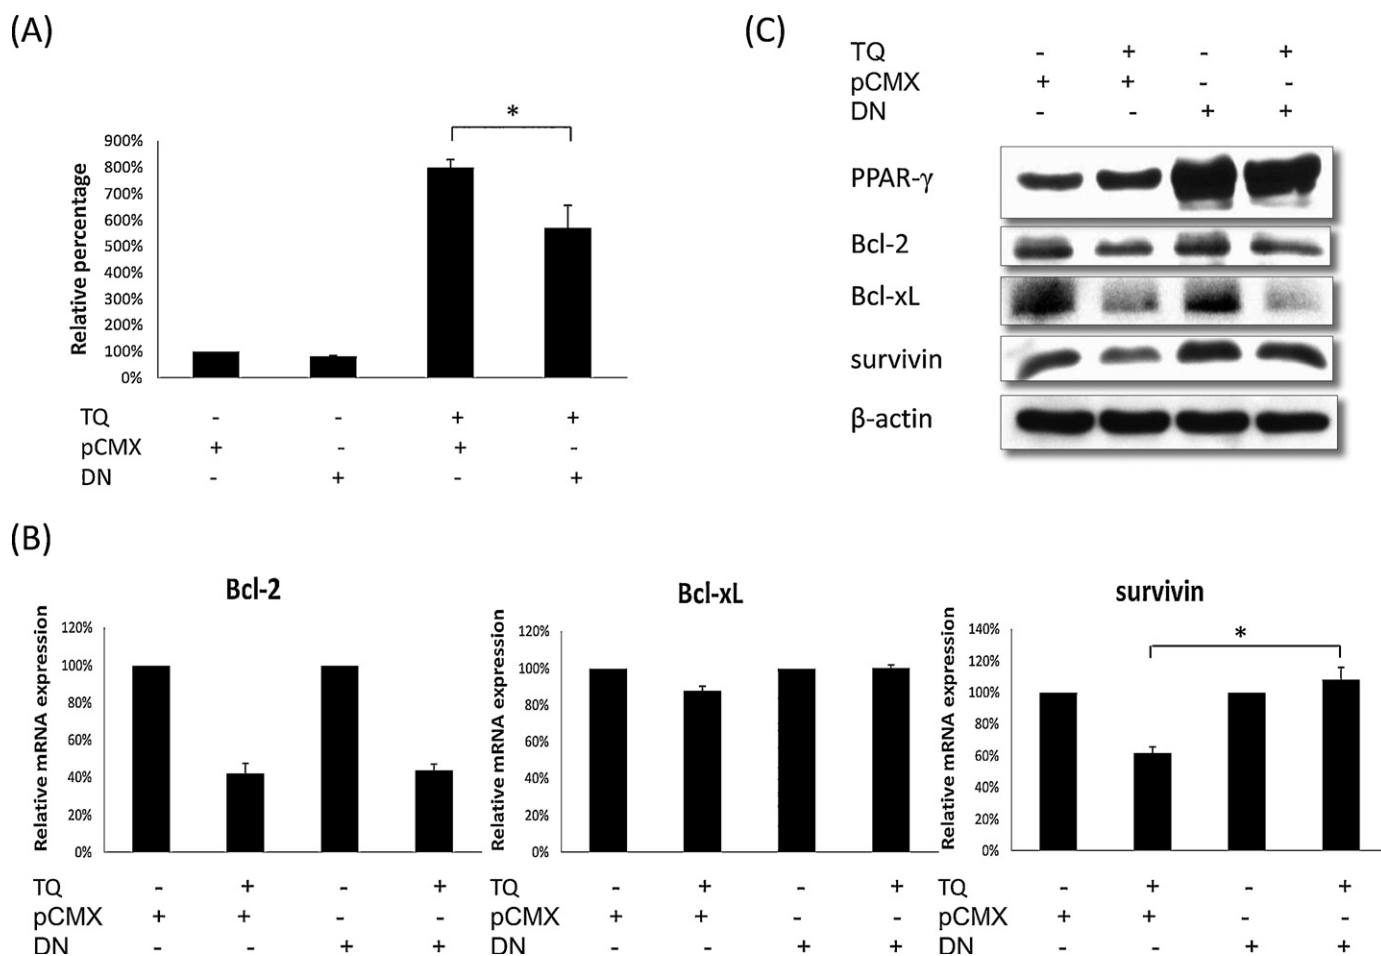 (A)
*
Relative percentage
900%
800%
700%
600%
500%
400%
300%
200%
100%
0%
TQ - - + +
pCMX + - + -
DN - + - +
(C)
TQ - + - +
pCMX + + - -
DN - - + +
PPAR-γ
Bcl-2
Bcl-xL
survivin
β-actin
(B)
Bcl-2
Relative mRNA expression
120%
100%
80%
60%
40%
20%
0%
TQ - + - +
pCMX + + - -
DN - - + +
Bcl-xL
Relative mRNA expression
120%
100%
80%
60%
40%
20%
0%
TQ - + - +
pCMX + + - -
DN - - + +
survivin
*
Relative mRNA expression
140%
120%
100%
80%
60%
40%
20%
0%
TQ - + - +
pCMX + + - -
DN - - + +